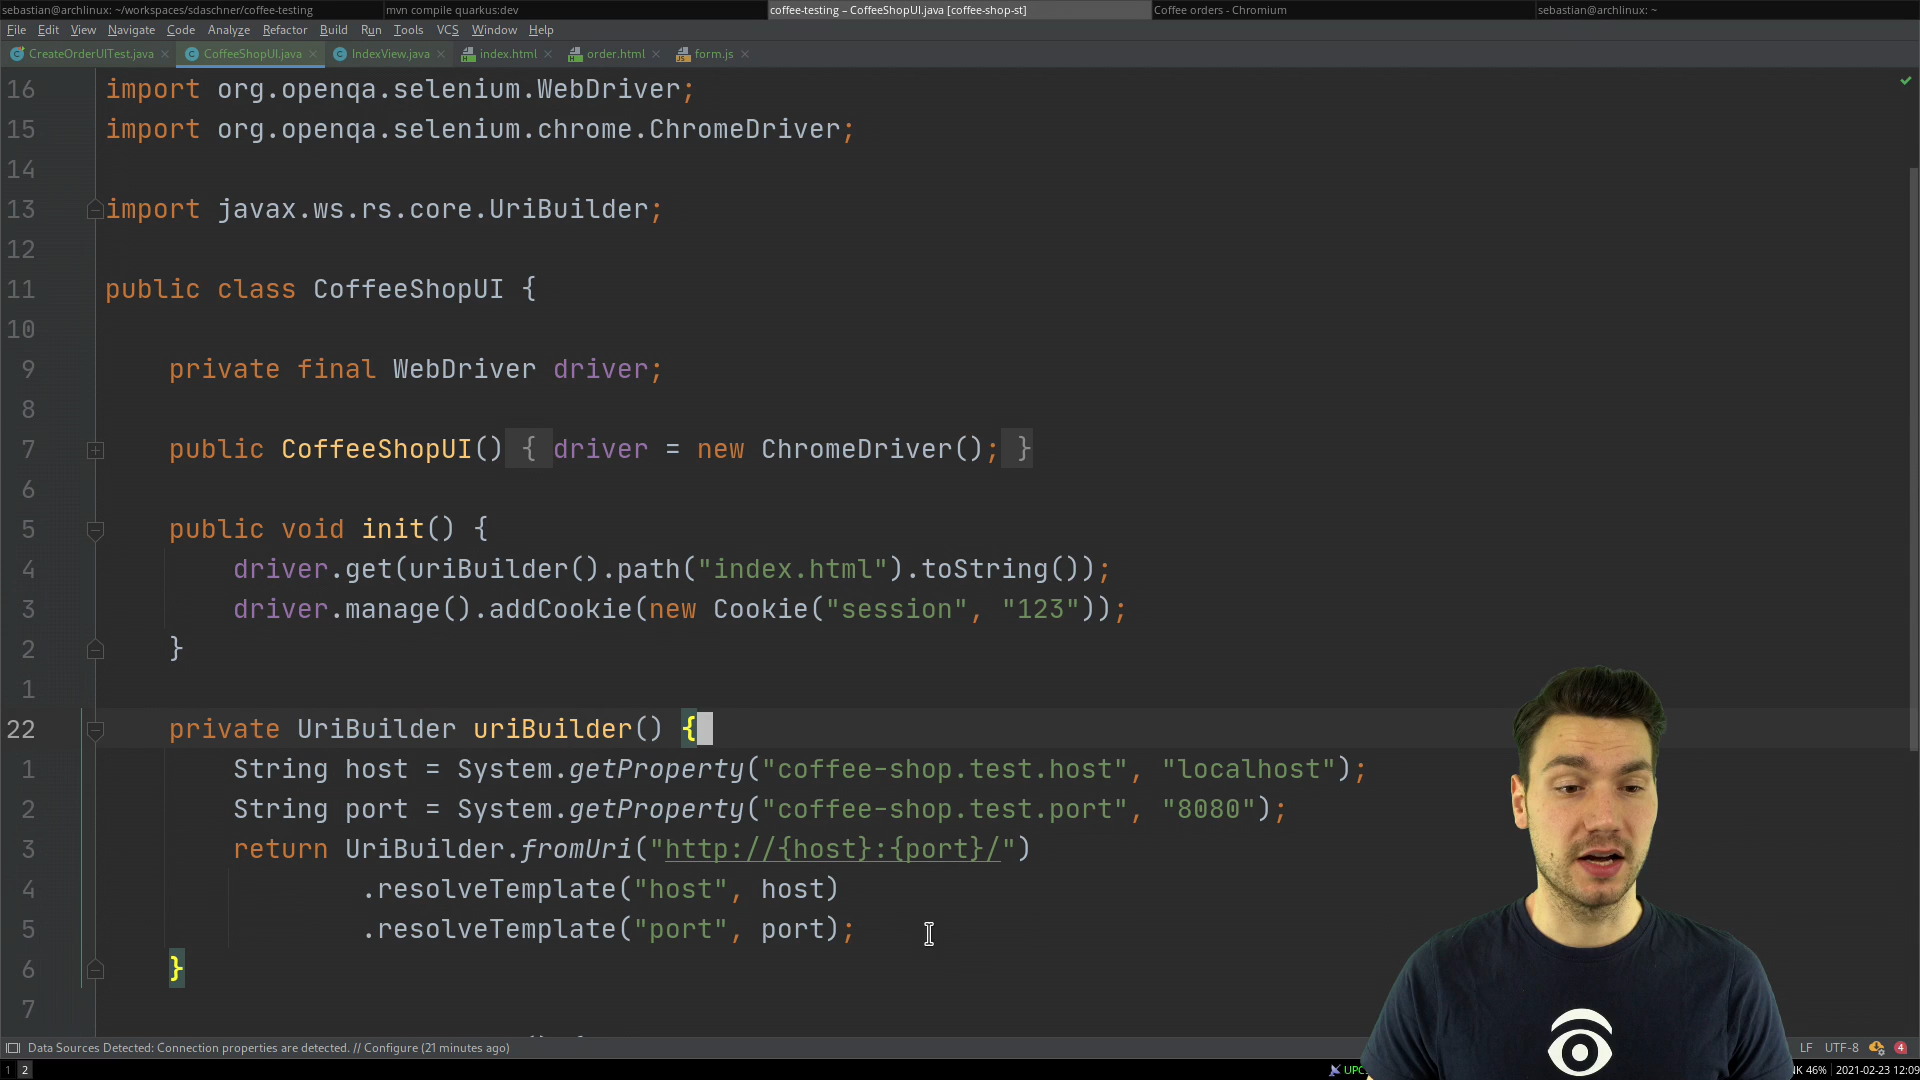 sebastian@archlinux: ~/workspaces/sdaschner/coffee-testing
mvn compile quarkus:dev
coffee-testing – CoffeeShopUI.java [coffee-shop-st]
Coffee orders - Chromium
sebastian@archlinux: ~
File Edit View Navigate Code Analyze Refactor Build Run Tools VCS Window Help
CreateOrderUITest.java CoffeeShopUI.java IndexView.java index.html order.html form.js
16 import org.openqa.selenium.WebDriver;
15 import org.openqa.selenium.chrome.ChromeDriver;
14
13 import javax.ws.rs.core.UriBuilder;
12
11 public class CoffeeShopUI {
10
9 private final WebDriver driver;
8
7 public CoffeeShopUI() { driver = new ChromeDriver(); }
6
5 public void init() {
4 driver.get(uriBuilder().path("index.html").toString());
3 driver.manage().addCookie(new Cookie("session", "123"));
2 }
1
22 private UriBuilder uriBuilder() {
1 String host = System.getProperty("coffee-shop.test.host", "localhost");
2 String port = System.getProperty("coffee-shop.test.port", "8080");
3 return UriBuilder.fromUri("http://{host}:{port}/")
4 .resolveTemplate("host", host)
5 .resolveTemplate("port", port);
6 }
7
Data Sources Detected: Connection properties are detected. // Configure (21 minutes ago)
LF UTF-8 4
1 2
UPC
46% 2021-02-23 12:09